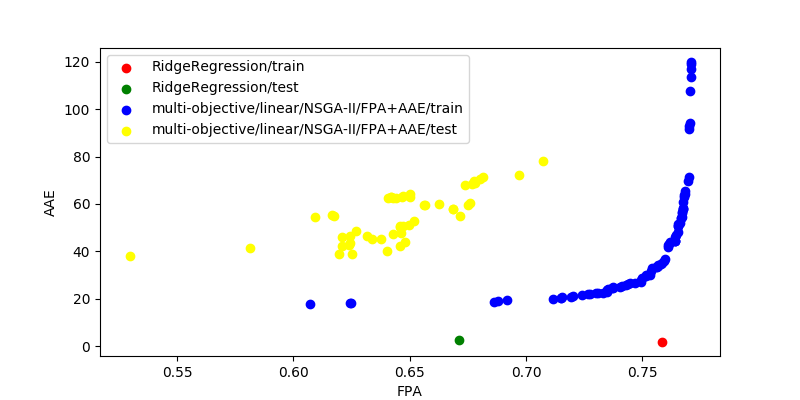 RidgeRegression/train
RidgeRegression/test
multi-objective/linear/NSGA-II/FPA+AAE/train
multi-objective/linear/NSGA-II/FPA+AAE/test
120
100
80
60
40
20
0
AAE
0.55 0.60 0.65 0.70 0.75
FPA